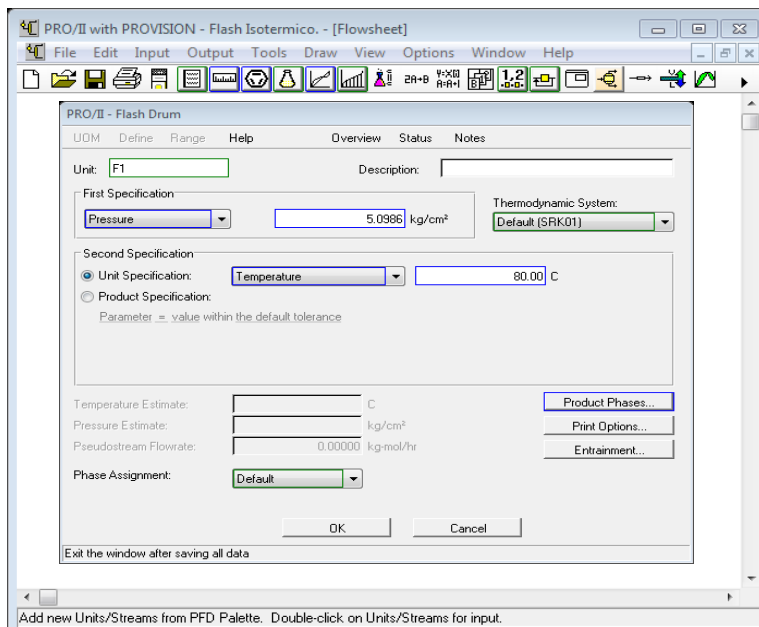 PRO/II with PROVISION - Flash Isotermico. - [Flowsheet]
File Edit Input Output Tools Draw View Options Window Help
2A→B
1.2
PRO/II - Flash Drum
UOM Define Range Help Overview Status Notes
Unit: F1 Description:
First Specification
Thermodynamic System:
Pressure 5.0986 kg/cm² Default (SRK01)
Second Specification
Unit Specification: Temperature 80.00 C
Product Specification:
Parameter = value within the default tolerance
Temperature Estimate: C Product Phases...
Pressure Estimate: kg/cm² Print Options...
Pseudostream Flowrate: 0.00000 kg-mol/hr Entrainment...
Phase Assignment: Default
OK Cancel
Exit the window after saving all data
Add new Units/Streams from PFD Palette. Double-click on Units/Streams for input.